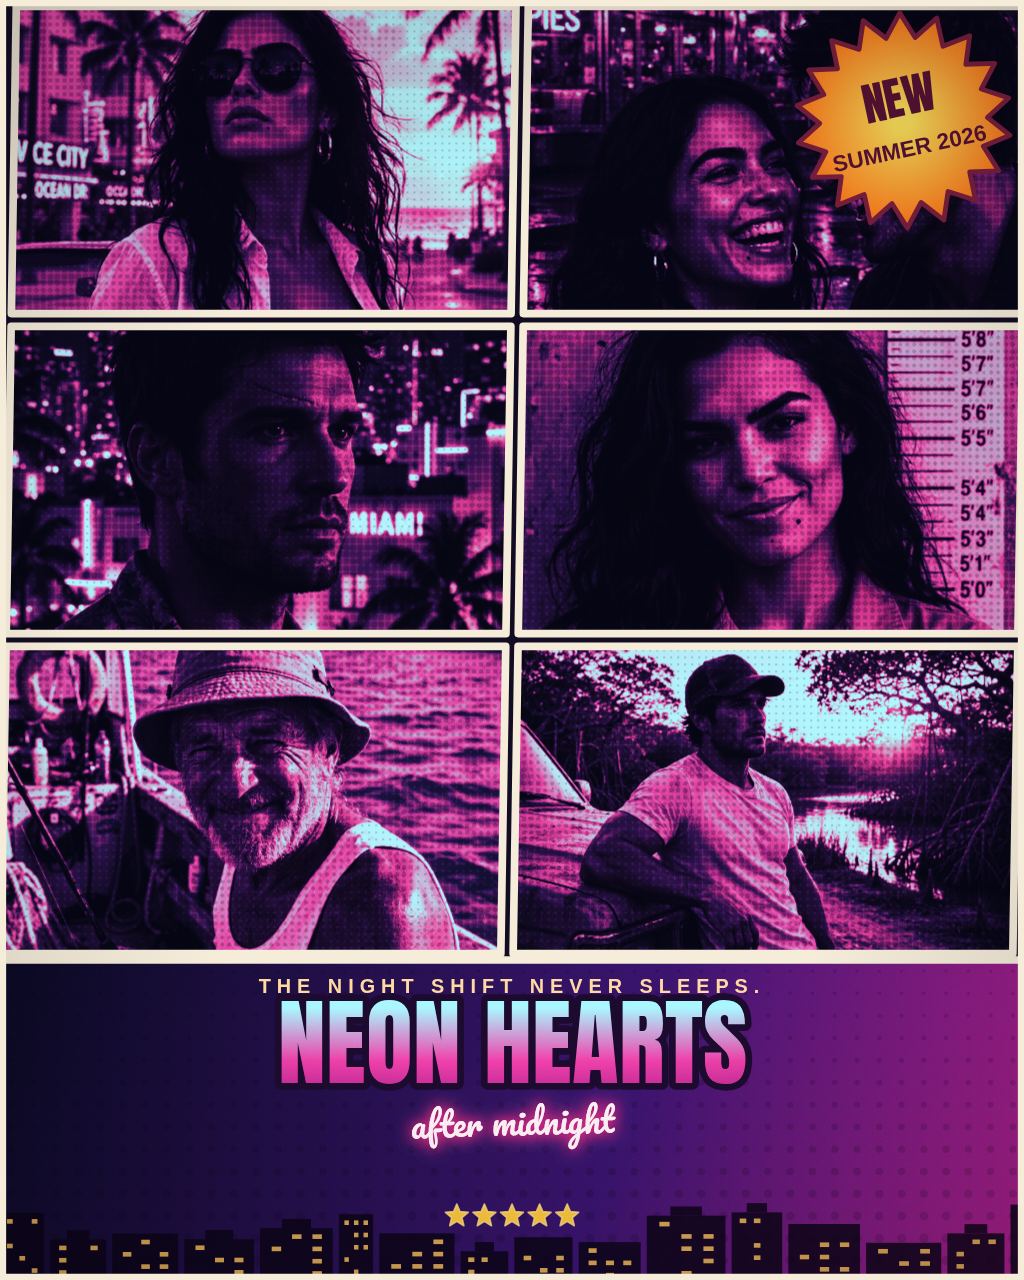 V CE CITY
OCEAN DR
PIES
NEW
SUMMER 2026
MIAM!
5'8"
5'7"
5'7"
5'6"
5'5"
5'4"
5'4"
5'3"
5'1"
5'0"
THE NIGHT SHIFT NEVER SLEEPS.
NEON HEARTS
after midnight